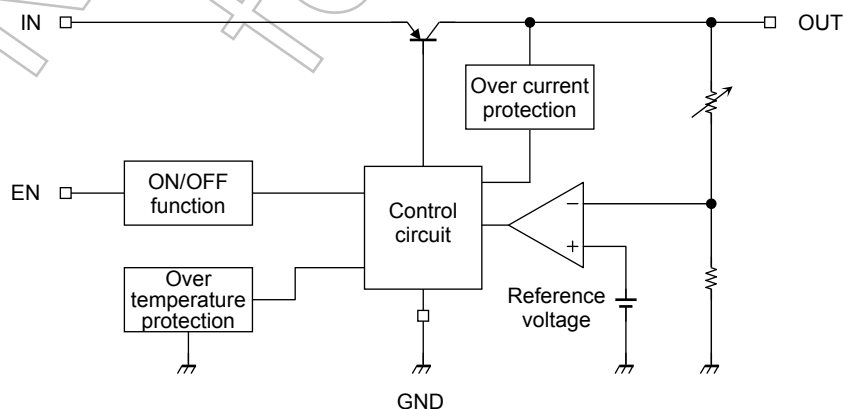 IN
OUT
Over current
protection
EN
ON/OFF
function
Control
circuit
−
+
Over
temperature
protection
Reference
voltage
GND